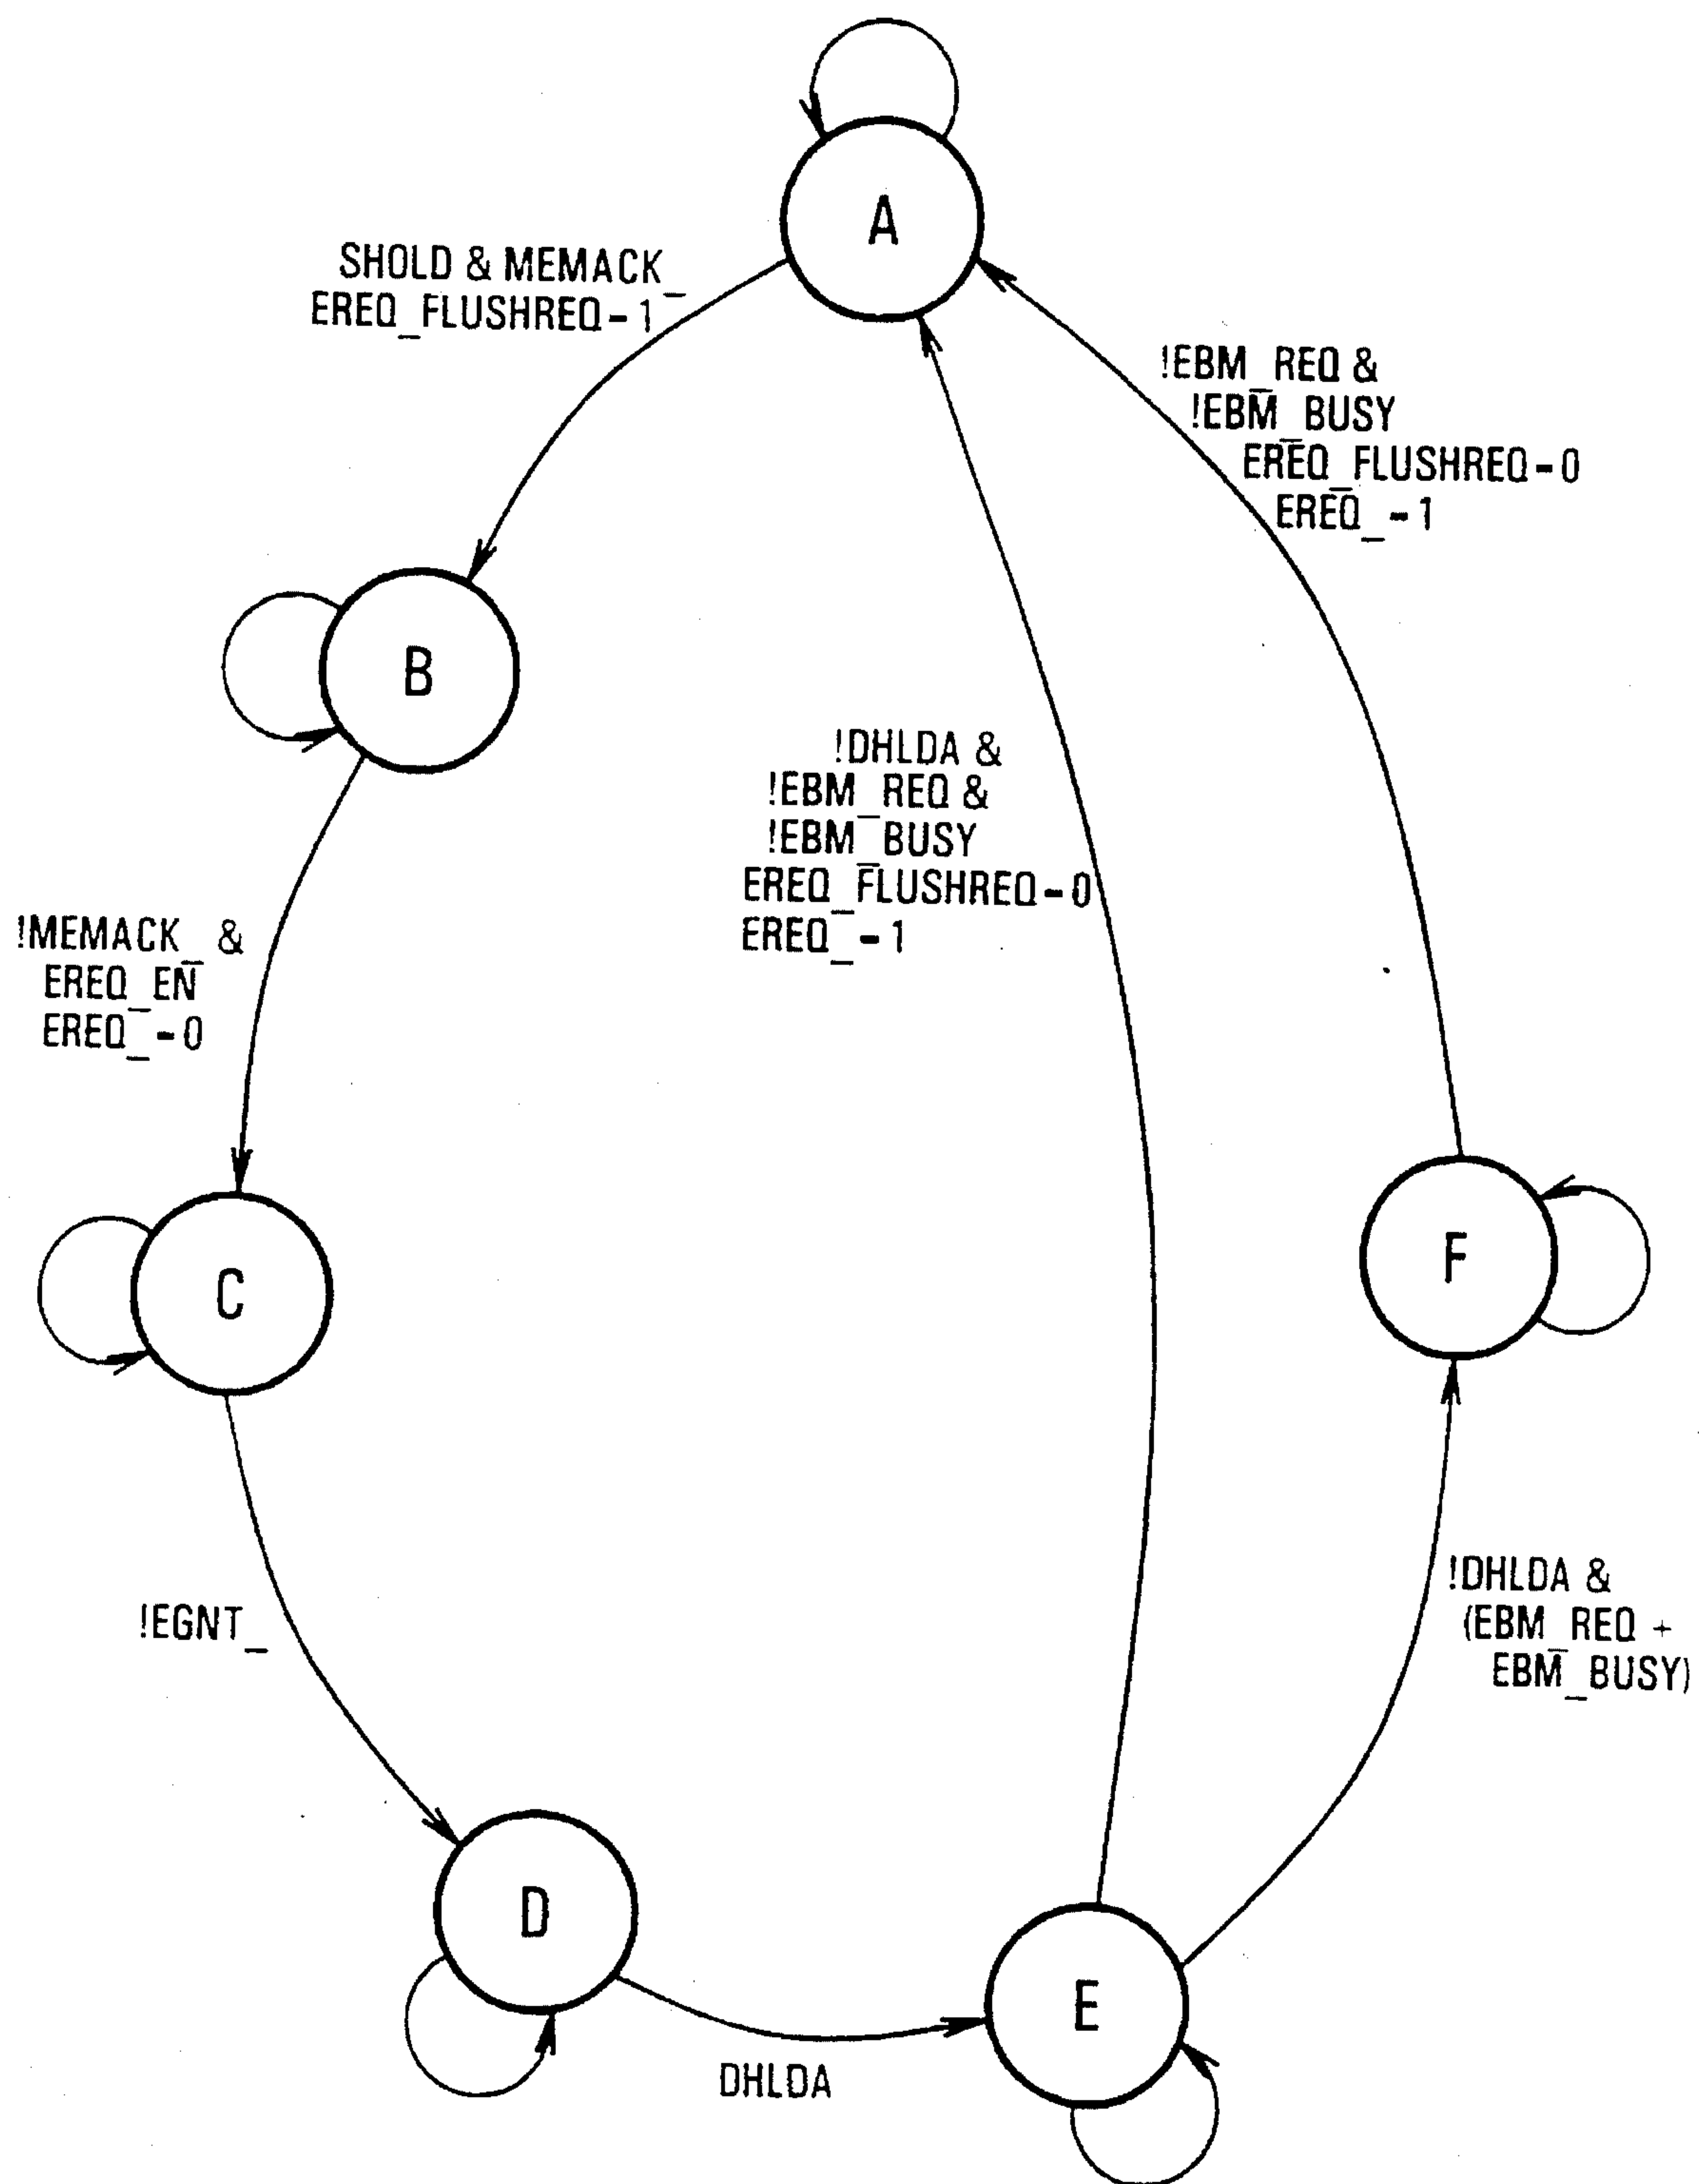 A
SHOLD & MEMACK_
EREQ_FLUSHREQ-1
!EBM_REQ &
!EBM_BUSY
EREQ_FLUSHREQ-0
EREQ_-1
B
!DHLDA &
!EBM_REQ &
!EBM_BUSY
EREQ_FLUSHREQ-0
EREQ_-1
!MEMACK_ &
EREQ_EN
EREQ_-0
C
F
!EGNT_
!DHLDA &
(EBM_REQ +
EBM_BUSY)
D
E
DHLDA